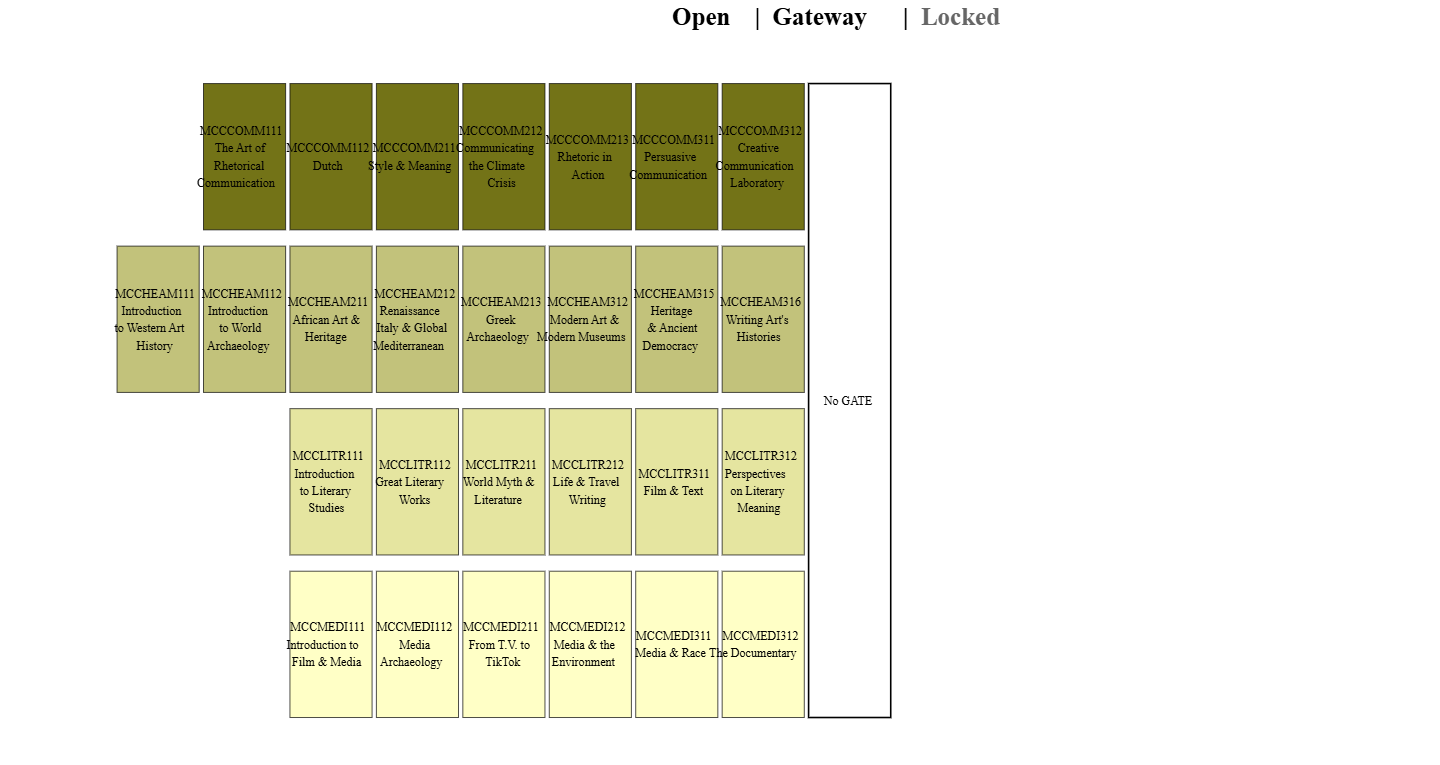 Open | Gateway | Locked
MCCCOMM111
The Art of
Rhetorical
Communication
MCCCOMM112
Dutch
MCCCOMM211
Style & Meaning
MCCCOMM212
Communicating
the Climate
Crisis
MCCCOMM213
Rhetoric in
Action
MCCCOMM311
Persuasive
Communication
MCCCOMM312
Creative
Communication
Laboratory
MCCHEAM111
Introduction
to Western Art
History
MCCHEAM112
Introduction
to World
Archaeology
MCCHEAM211
African Art &
Heritage
MCCHEAM212
Renaissance
Italy & Global
Mediterranean
MCCHEAM213
Greek
Archaeology
MCCHEAM312
Modern Art &
Modern Museums
MCCHEAM315
Heritage
& Ancient
Democracy
MCCHEAM316
Writing Art's
Histories
No GATE
MCCLITR111
Introduction
to Literary
Studies
MCCLITR112
Great Literary
Works
MCCLITR211
World Myth &
Literature
MCCLITR212
Life & Travel
Writing
MCCLITR311
Film & Text
MCCLITR312
Perspectives
on Literary
Meaning
MCCMEDI111
Introduction to
Film & Media
MCCMEDI112
Media
Archaeology
MCCMEDI211
From T.V. to
TikTok
MCCMEDI212
Media & the
Environment
MCCMEDI311
Media & Race
MCCMEDI312
The Documentary